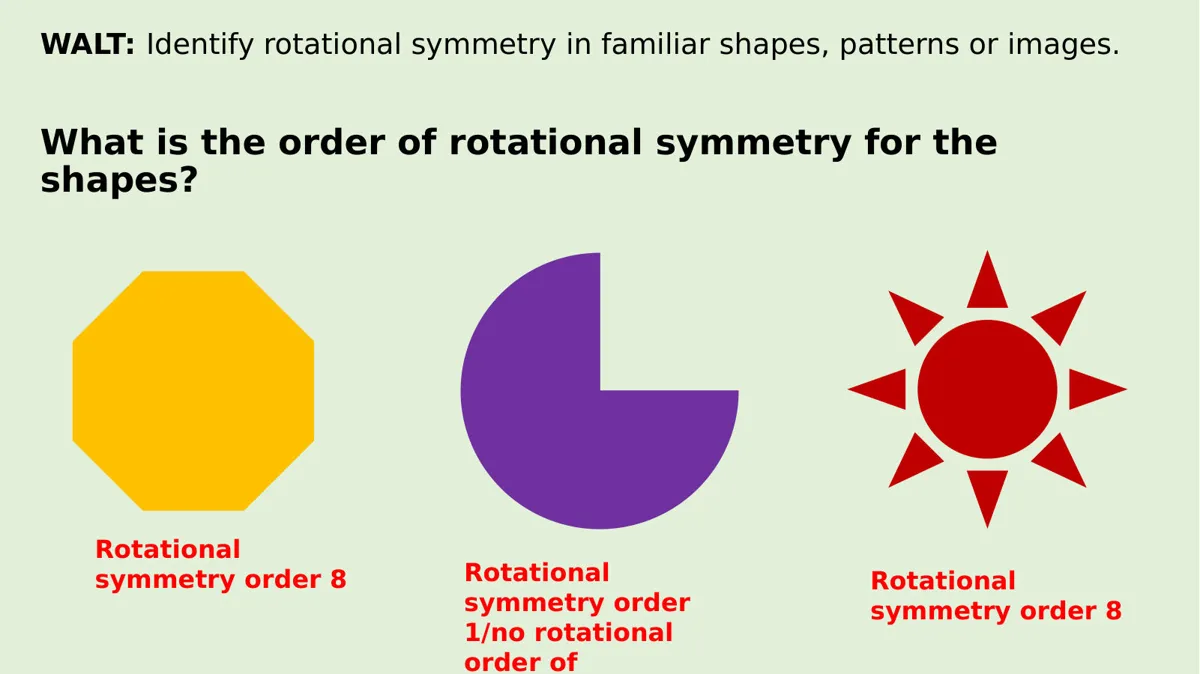 WALT: Identify rotational symmetry in familiar shapes, patterns or images.
What is the order of rotational symmetry for the
shapes?
Rotational
symmetry order 8
Rotational
symmetry order
1/no rotational
order of
Rotational
symmetry order 8